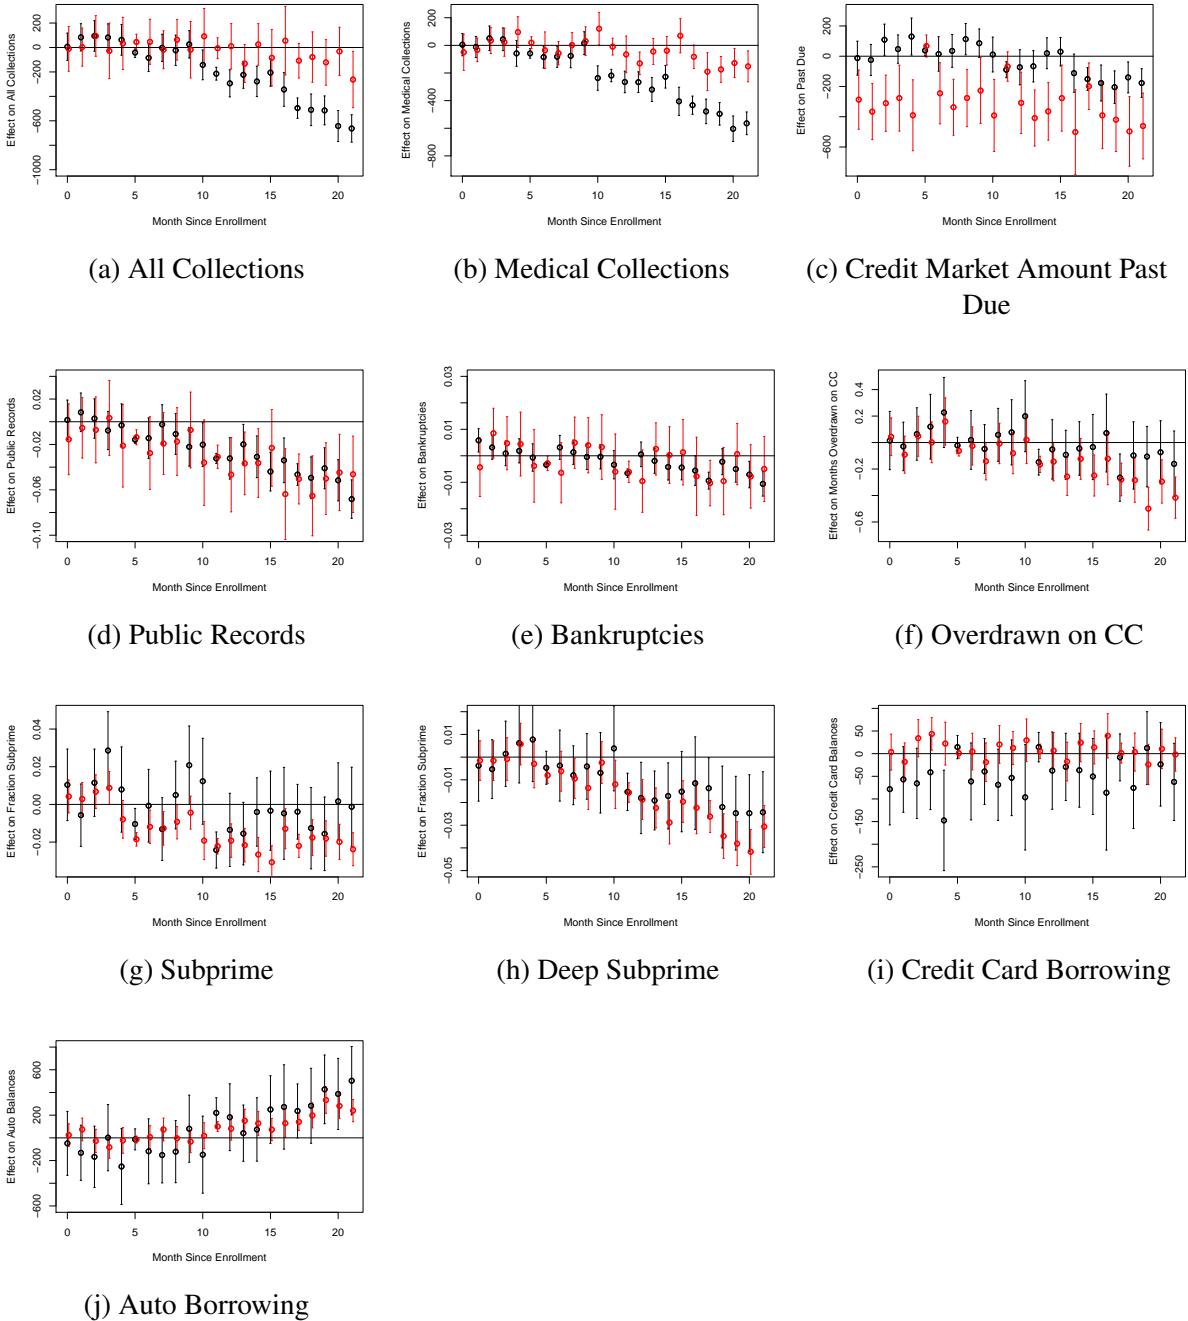 200
0
−200
−600
−1000
Effect on All Collections
0 5 10 15 20
Month Since Enrollment
(a) All Collections
200
0
−400
−800
Effect on Medical Collections
0 5 10 15 20
Month Since Enrollment
(b) Medical Collections
200
0
−200
−600
Effect on Past Due
0 5 10 15 20
Month Since Enrollment
(c) Credit Market Amount Past
Due
0.02
−0.02
−0.06
−0.10
Effect on Public Records
0 5 10 15 20
Month Since Enrollment
(d) Public Records
0.03
0.01
−0.01
−0.03
Effect on Bankruptcies
0 5 10 15 20
Month Since Enrollment
(e) Bankruptcies
0.4
0.2
−0.2
−0.6
Effect on Months Overdrawn on CC
0 5 10 15 20
Month Since Enrollment
(f) Overdrawn on CC
0.04
0.02
0.00
−0.02
Effect on Fraction Subprime
0 5 10 15 20
Month Since Enrollment
(g) Subprime
0.01
−0.01
−0.03
−0.05
Effect on Fraction Subprime
0 5 10 15 20
Month Since Enrollment
(h) Deep Subprime
50
0
−50
−150
−250
Effect on Credit Card Balances
0 5 10 15 20
Month Since Enrollment
(i) Credit Card Borrowing
600
200
−200
−600
Effect on Auto Balances
0 5 10 15 20
Month Since Enrollment
(j) Auto Borrowing